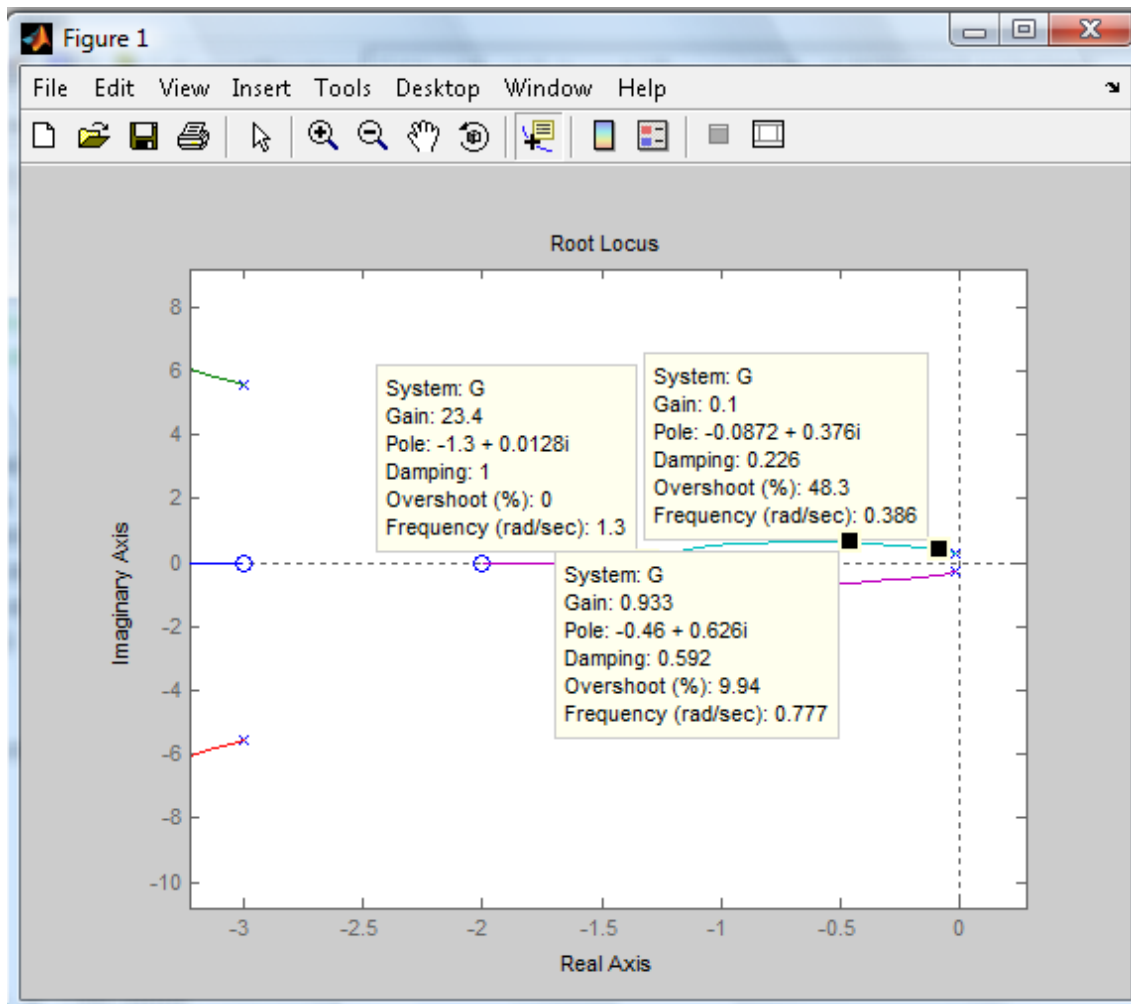 Figure 1
File Edit View Insert Tools Desktop Window Help
Root Locus
System: G
Gain: 23.4
Pole: -1.3 + 0.0128i
Damping: 1
Overshoot (%): 0
Frequency (rad/sec): 1.3
System: G
Gain: 0.1
Pole: -0.0872 + 0.376i
Damping: 0.226
Overshoot (%): 48.3
Frequency (rad/sec): 0.386
System: G
Gain: 0.933
Pole: -0.46 + 0.626i
Damping: 0.592
Overshoot (%): 9.94
Frequency (rad/sec): 0.777
Imaginary Axis
8
6
4
2
0
-2
-4
-6
-8
-10
-3 -2.5 -2 -1.5 -1 -0.5 0
Real Axis